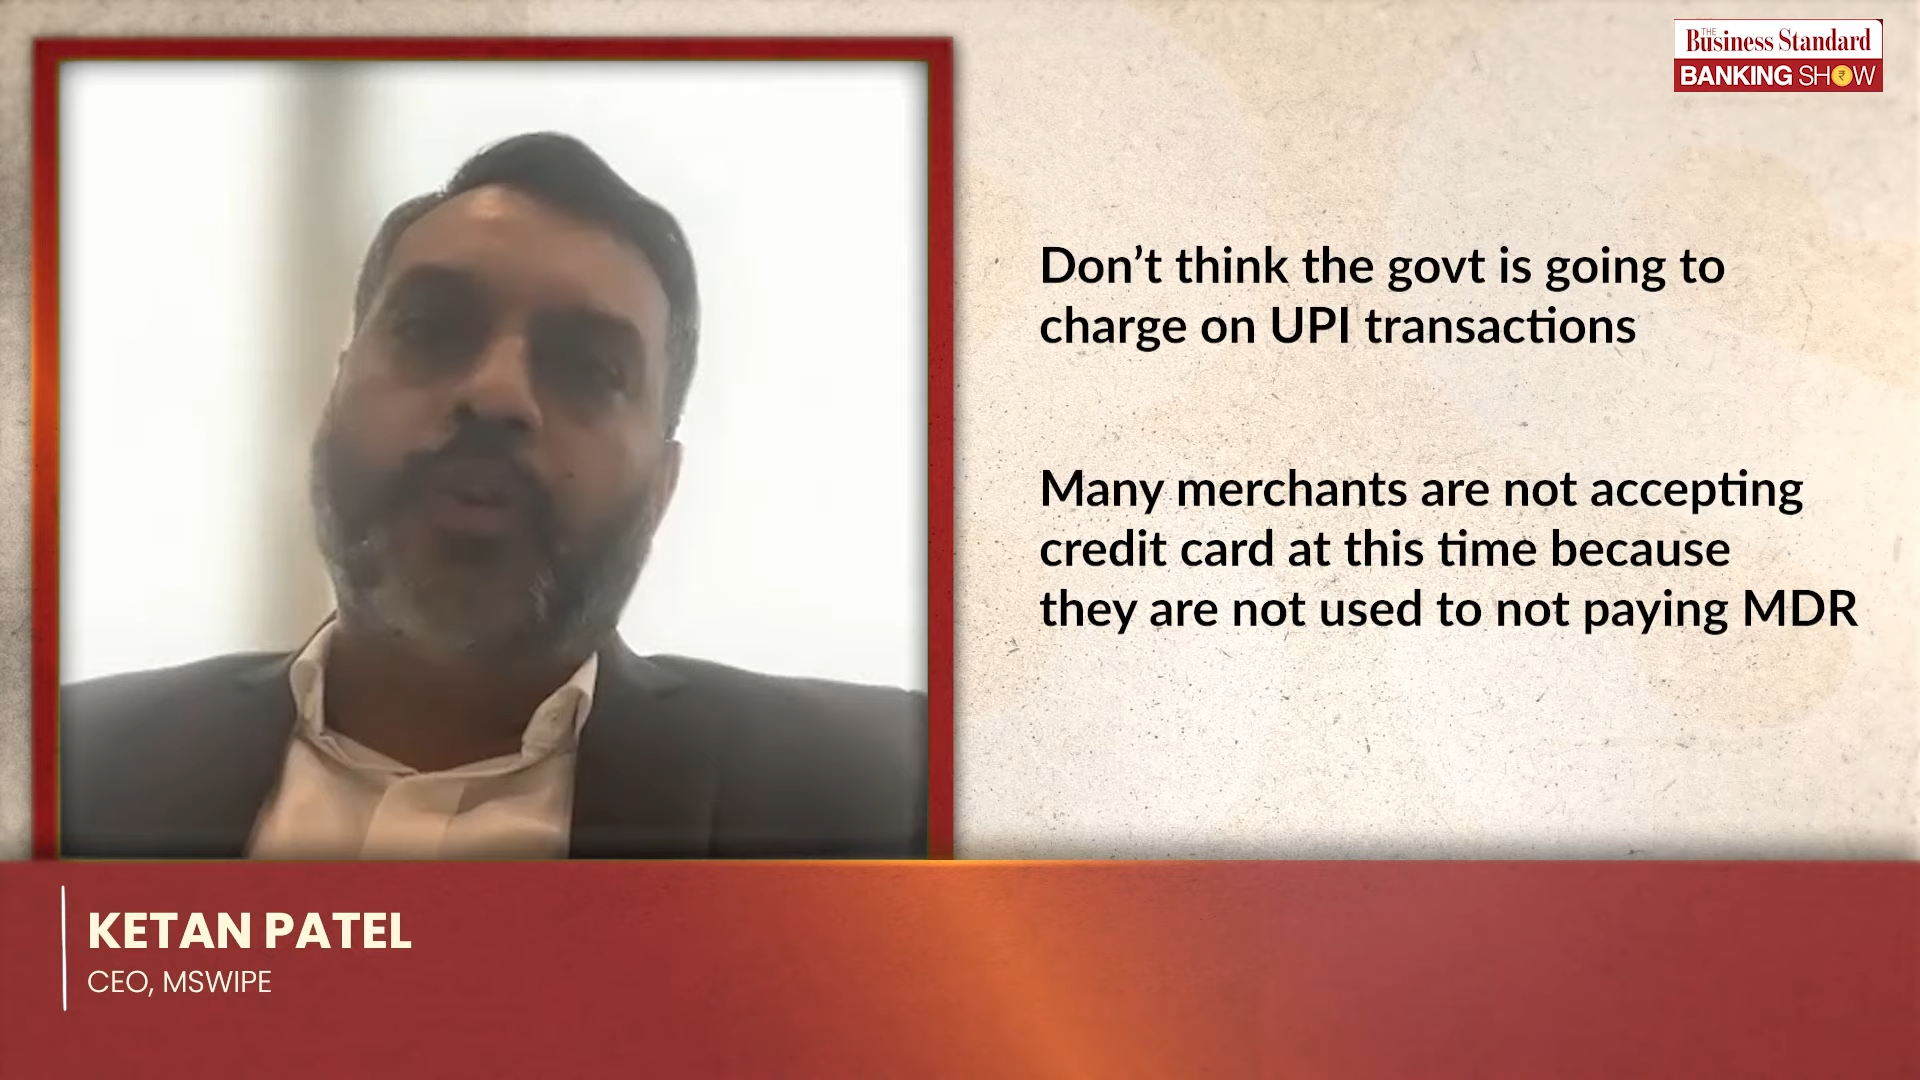 THE
Business Standard
BANKING SHOW
Don’t think the govt is going to
charge on UPI transactions
Many merchants are not accepting
credit card at this time because
they are not used to not paying MDR
KETAN PATEL
CEO, MSWIPE